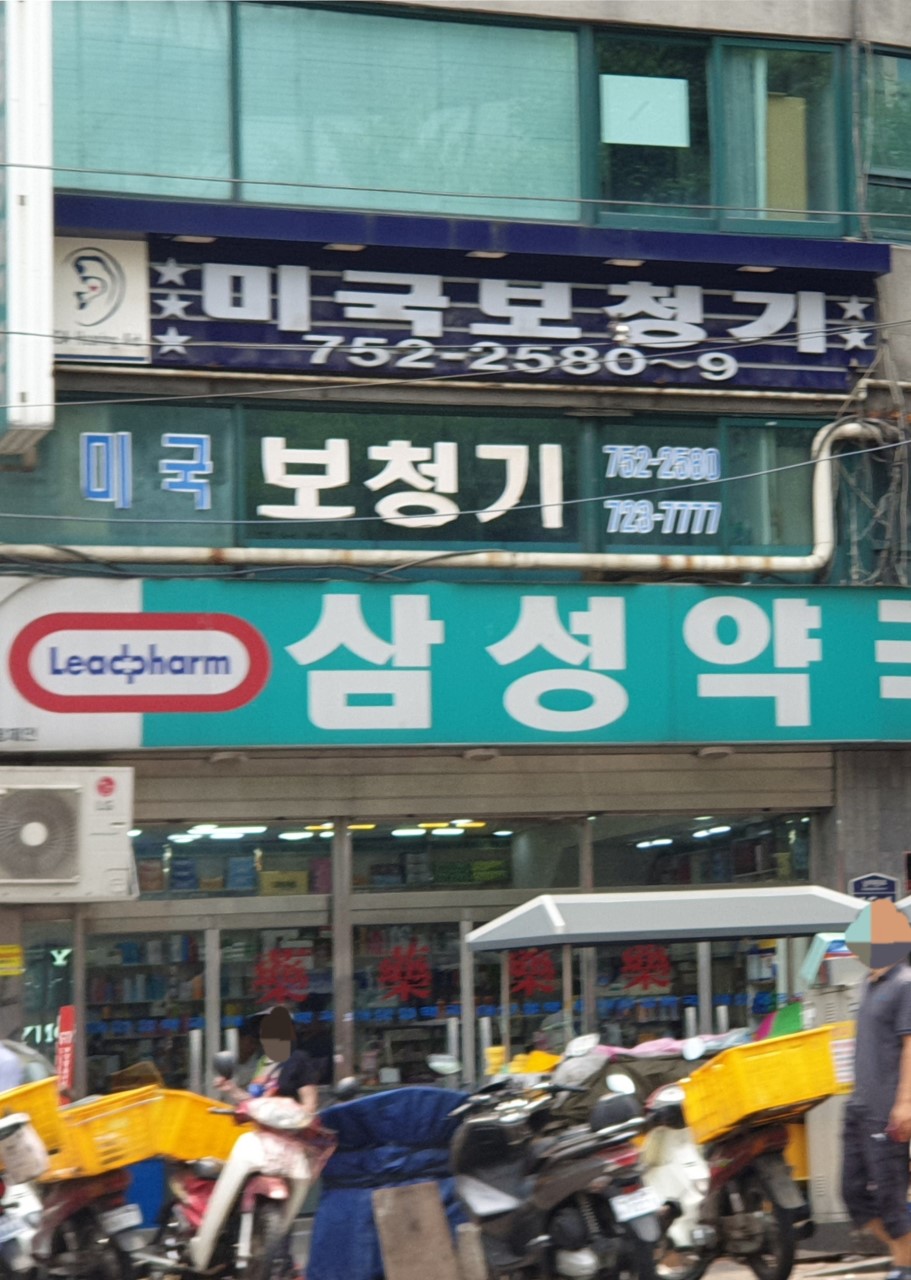 미국보청기
752-2580~9
미국 보청기 752-2580
723-7777
Leadpharm 삼성약
LG
藥 藥 藥 藥